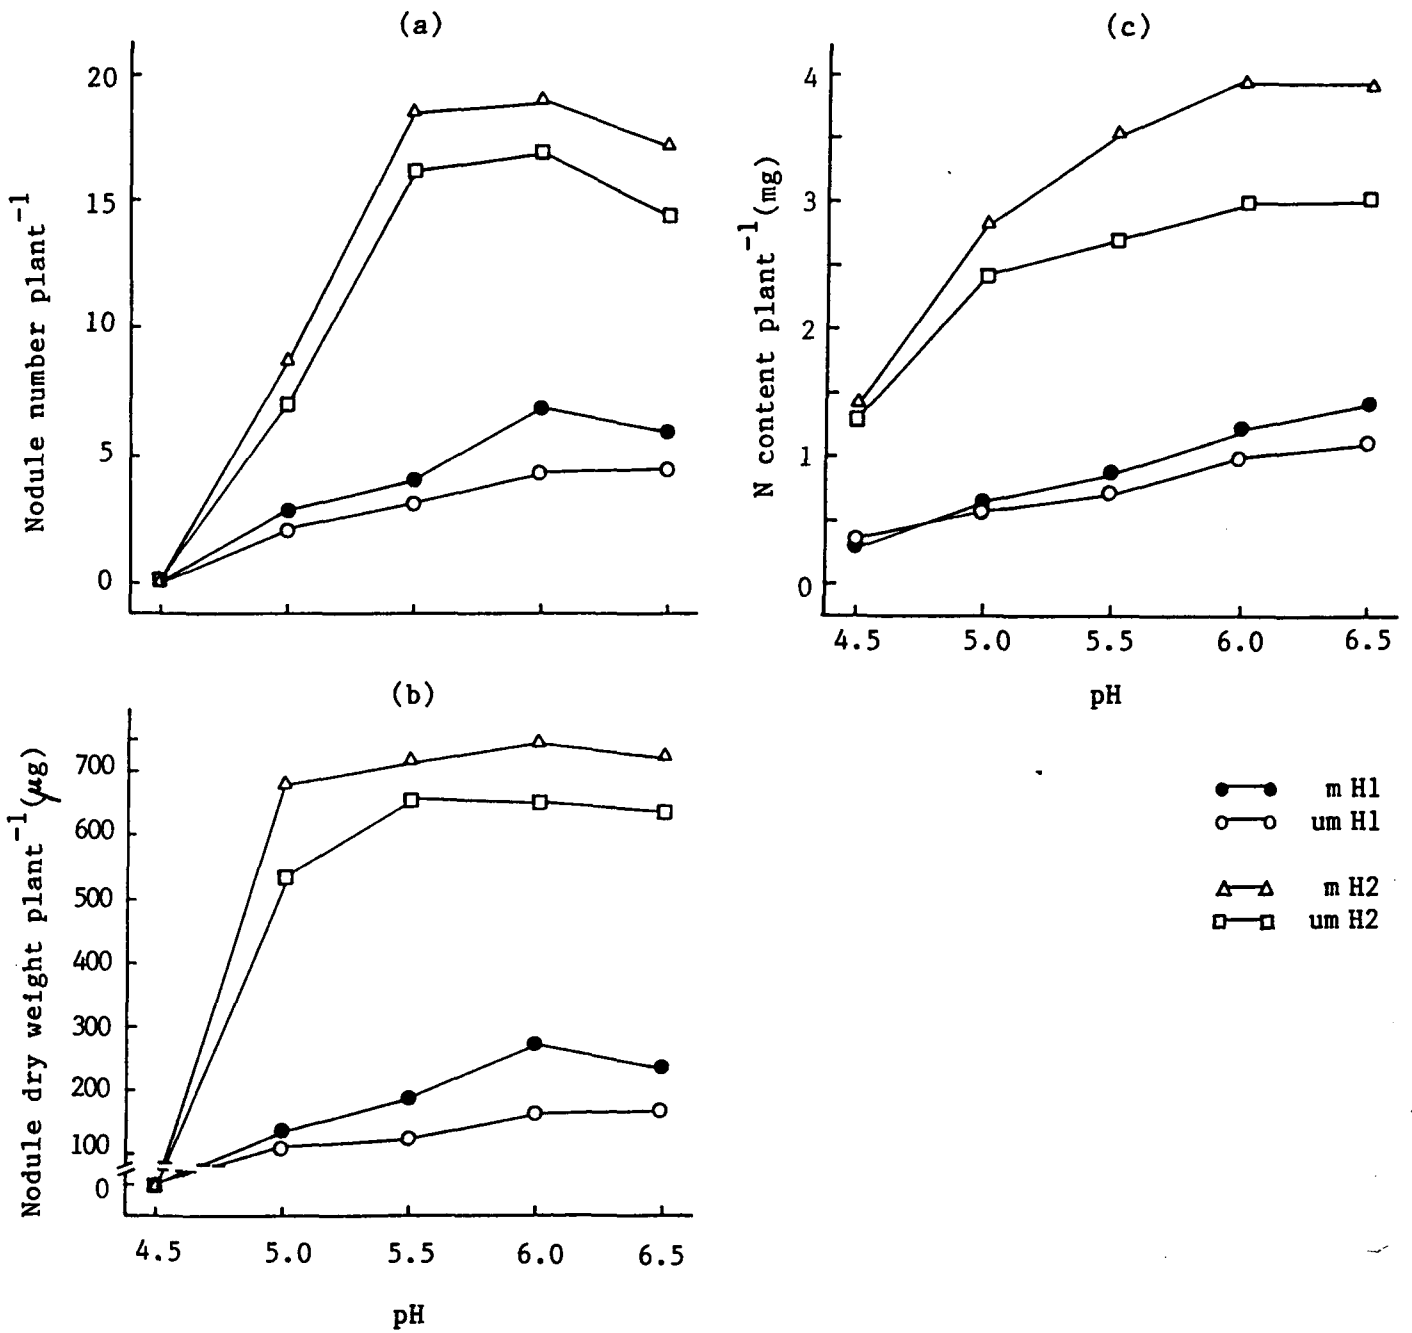 (a)
20
15
10
5
0
Nodule number plant⁻¹
(c)
4
3
2
1
0
N content plant⁻¹(mg)
4.5 5.0 5.5 6.0 6.5
pH
(b)
700
600
500
400
300
200
100
0
Nodule dry weight plant⁻¹(μg)
4.5 5.0 5.5 6.0 6.5
pH
m H1
um H1
m H2
um H2